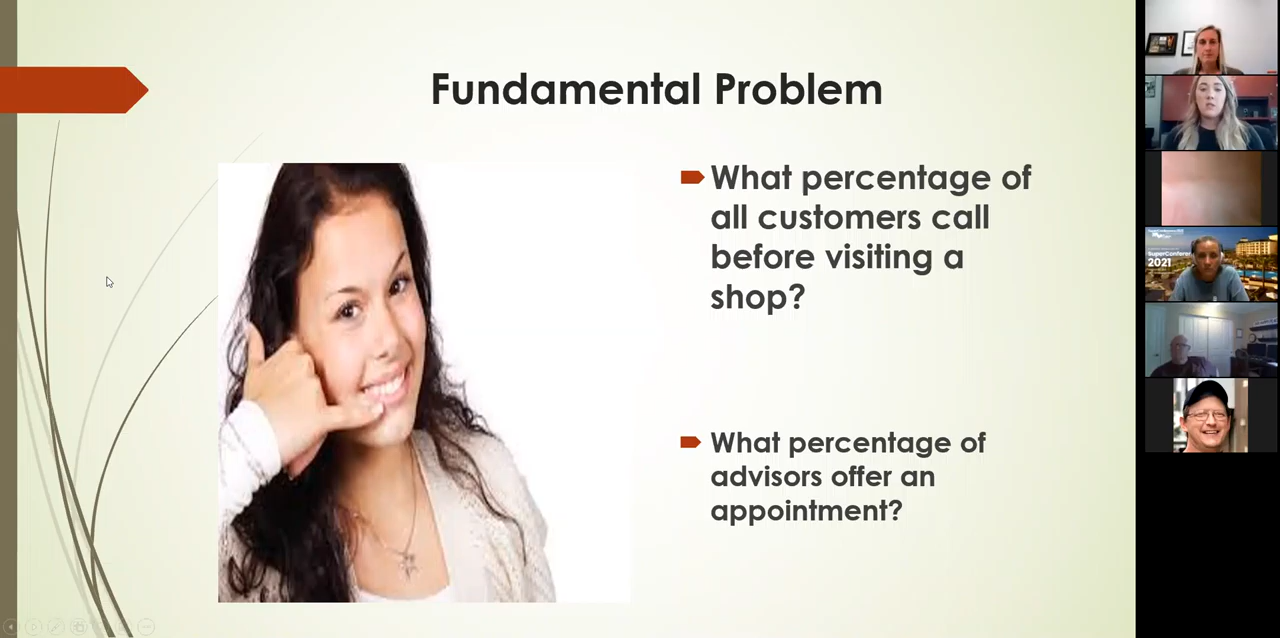 Fundamental Problem
What percentage of
all customers call
before visiting a
shop?
What percentage of
advisors offer an
appointment?
2021